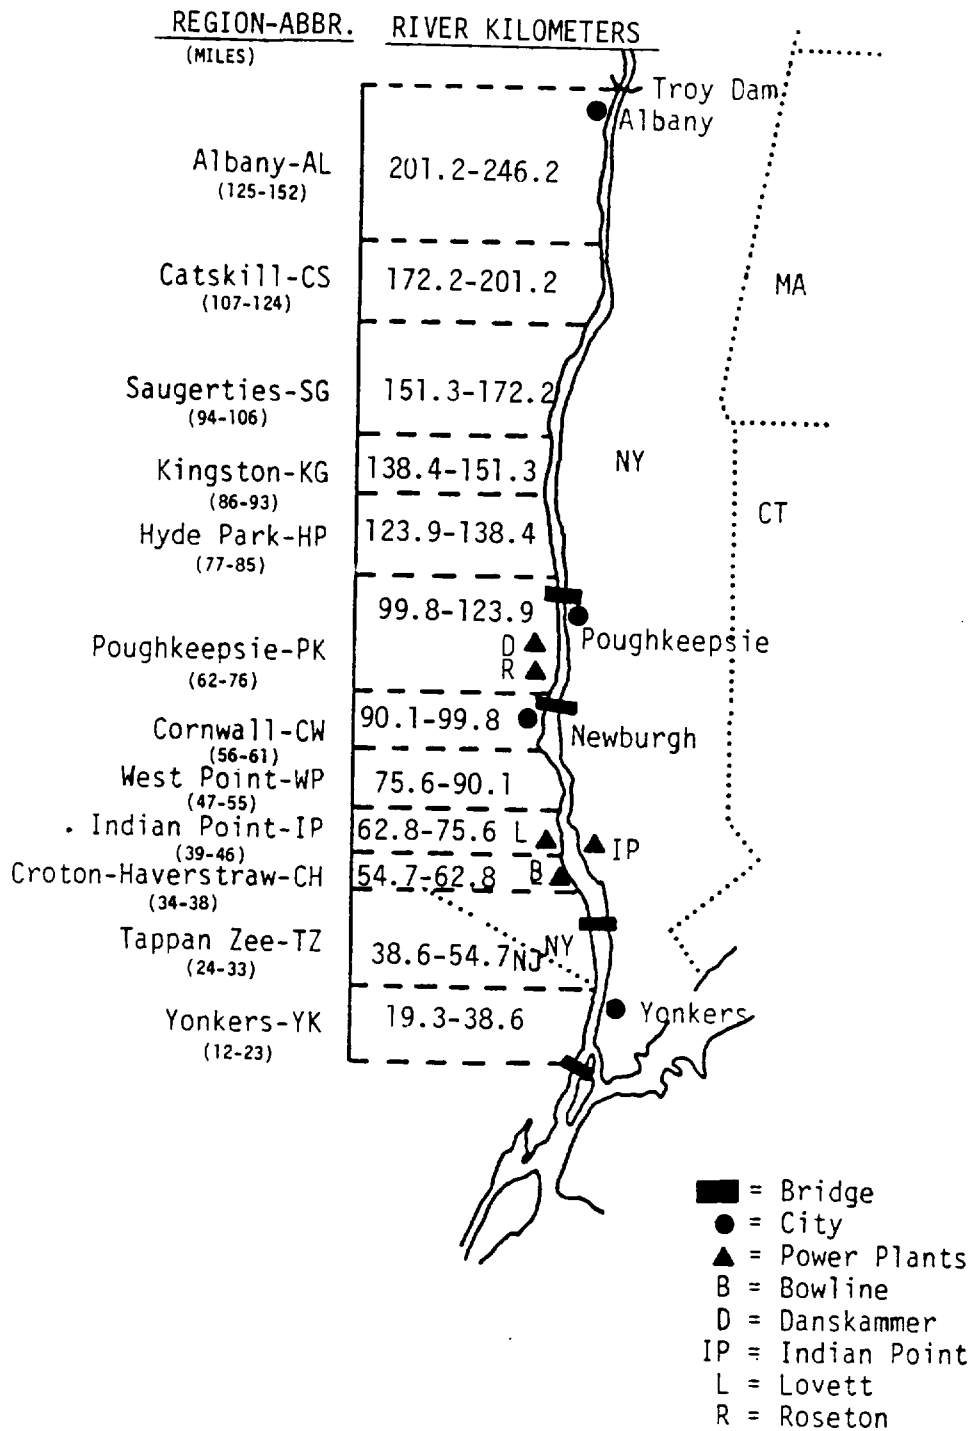 REGION-ABBR. RIVER KILOMETERS
(MILES)
Troy Dam
Albany
Albany-AL 201.2-246.2
(125-152)
Catskill-CS 172.2-201.2
(107-124)
MA
Saugerties-SG 151.3-172.2
(94-106)
NY
Kingston-KG 138.4-151.3
(86-93)
CT
Hyde Park-HP 123.9-138.4
(77-85)
99.8-123.9
Poughkeepsie
Poughkeepsie-PK D
(62-76) R
Cornwall-CW 90.1-99.8
(56-61)
Newburgh
West Point-WP 75.6-90.1
(47-55)
Indian Point-IP 62.8-75.6 L IP
(39-46)
Croton-Haverstraw-CH 54.7-62.8 B
(34-38)
Tappan Zee-TZ 38.6-54.7 NJ NY
(24-33)
Yonkers-YK 19.3-38.6 Yonkers
(12-23)
= Bridge
= City
= Power Plants
B = Bowline
D = Danskammer
IP = Indian Point
L = Lovett
R = Roseton